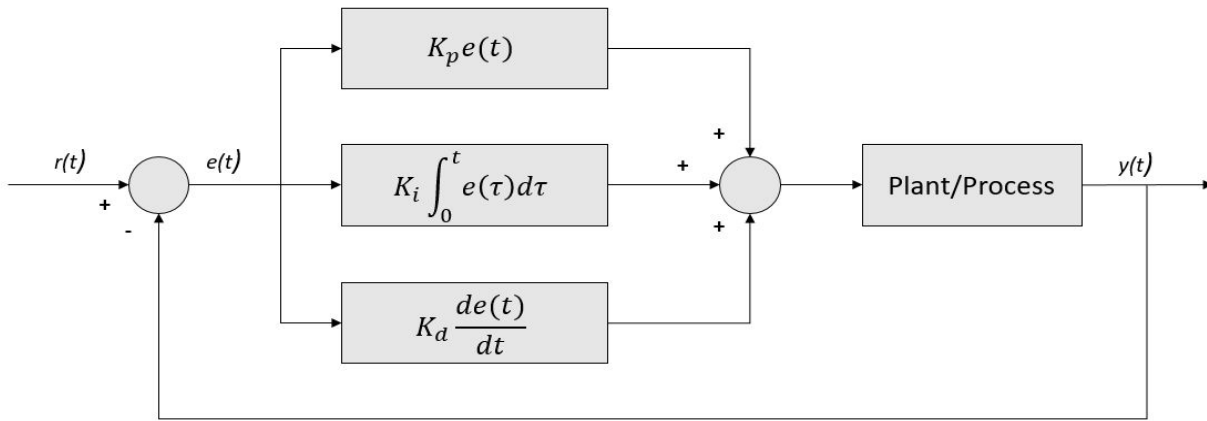 K_p e(t)
r(t)
+
-
e(t)
K_i ∫_0^t e(τ)dτ
K_d de(t)/dt
+
+
+
Plant/Process
y(t)